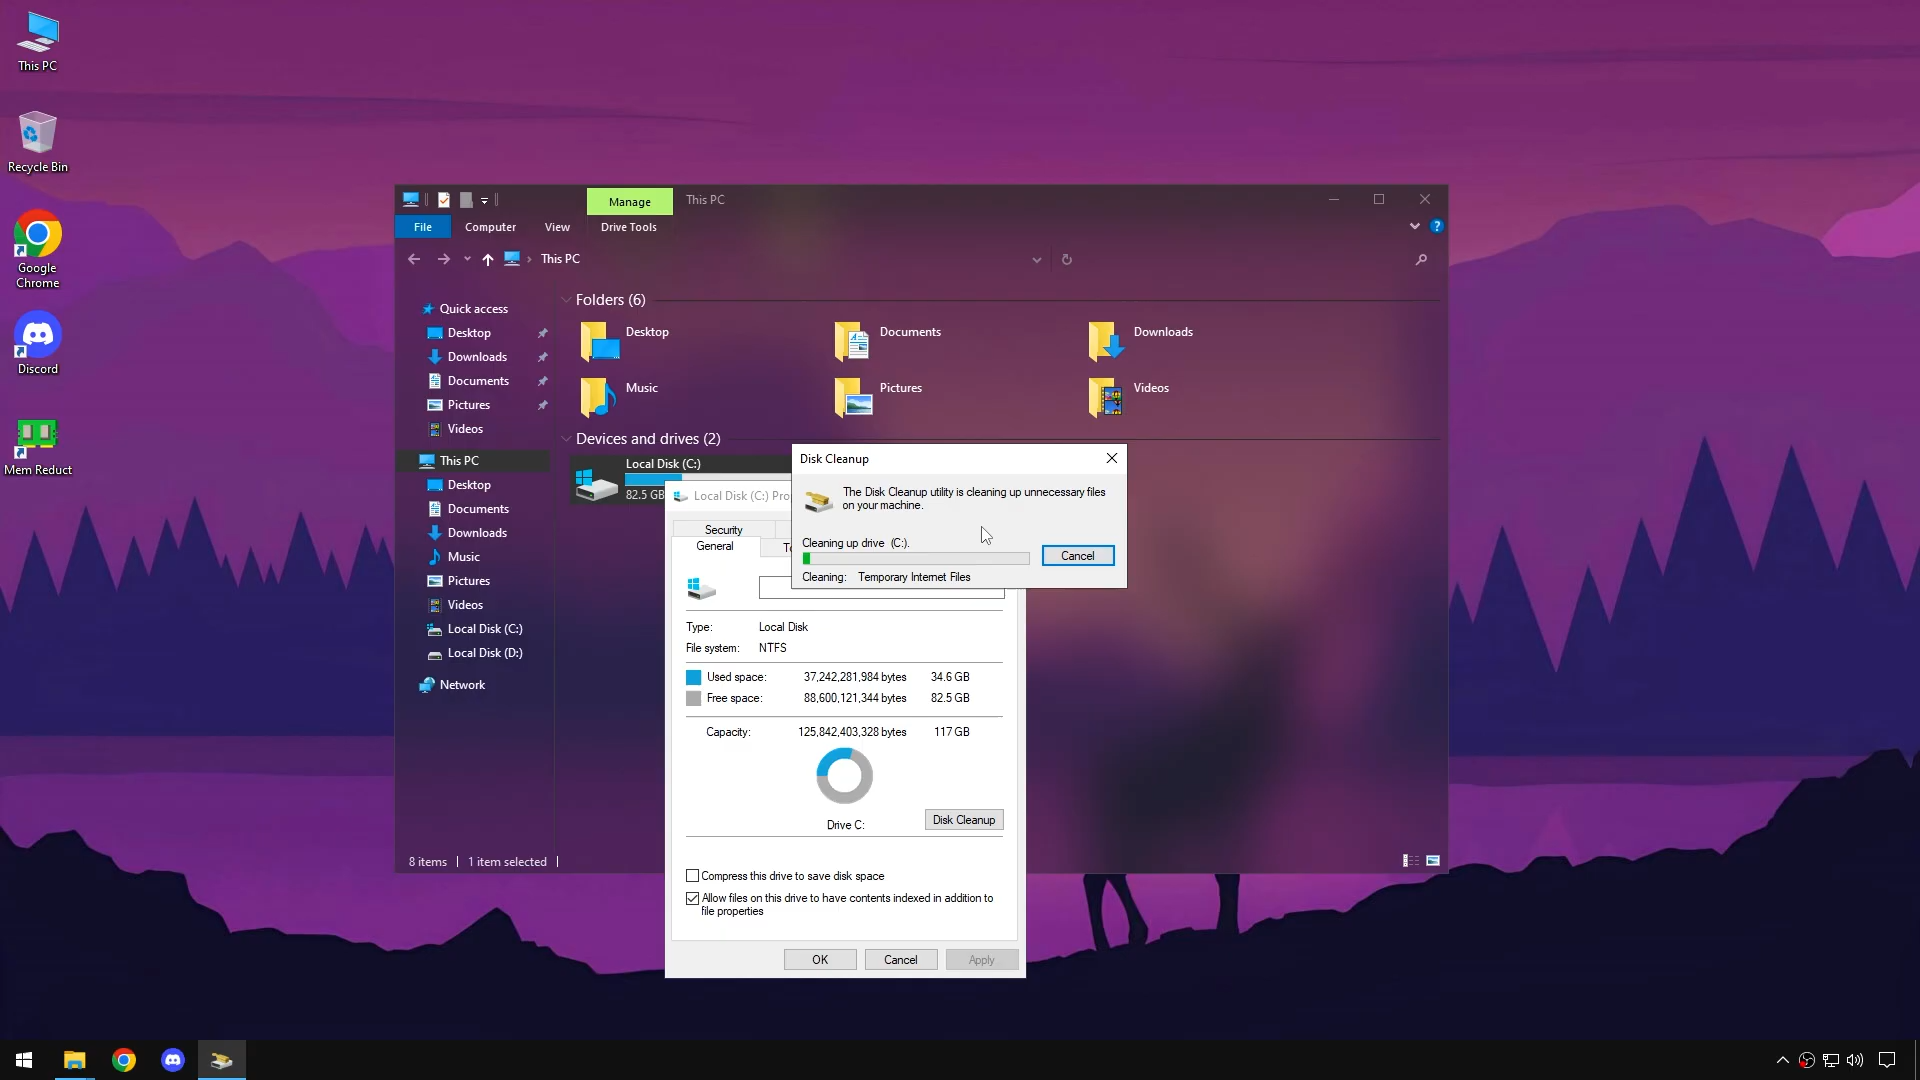 This PC
Recycle Bin
Google
Chrome
Discord
Mem Reduct
Manage
This PC
File
Computer
View
Drive Tools
This PC
Quick access
Desktop
Downloads
Documents
Pictures
Videos
This PC
Desktop
Documents
Downloads
Music
Pictures
Videos
Local Disk (C:)
Local Disk (D:)
Network
Folders (6)
Desktop
Documents
Downloads
Music
Pictures
Videos
Devices and drives (2)
Local Disk (C:)
82.5 GB
Disk Cleanup
The Disk Cleanup utility is cleaning up unnecessary files
on your machine.
Cleaning up drive (C:).
Cancel
Cleaning: Temporary Internet Files
Local Disk (C:) Pro
Security
General
Type: Local Disk
File system: NTFS
Used space: 37,242,281,984 bytes 34.6 GB
Free space: 88,600,121,344 bytes 82.5 GB
Capacity: 125,842,403,328 bytes 117 GB
Drive C:
Disk Cleanup
Compress this drive to save disk space
Allow files on this drive to have contents indexed in addition to
file properties
OK
Cancel
Apply
8 items
1 item selected